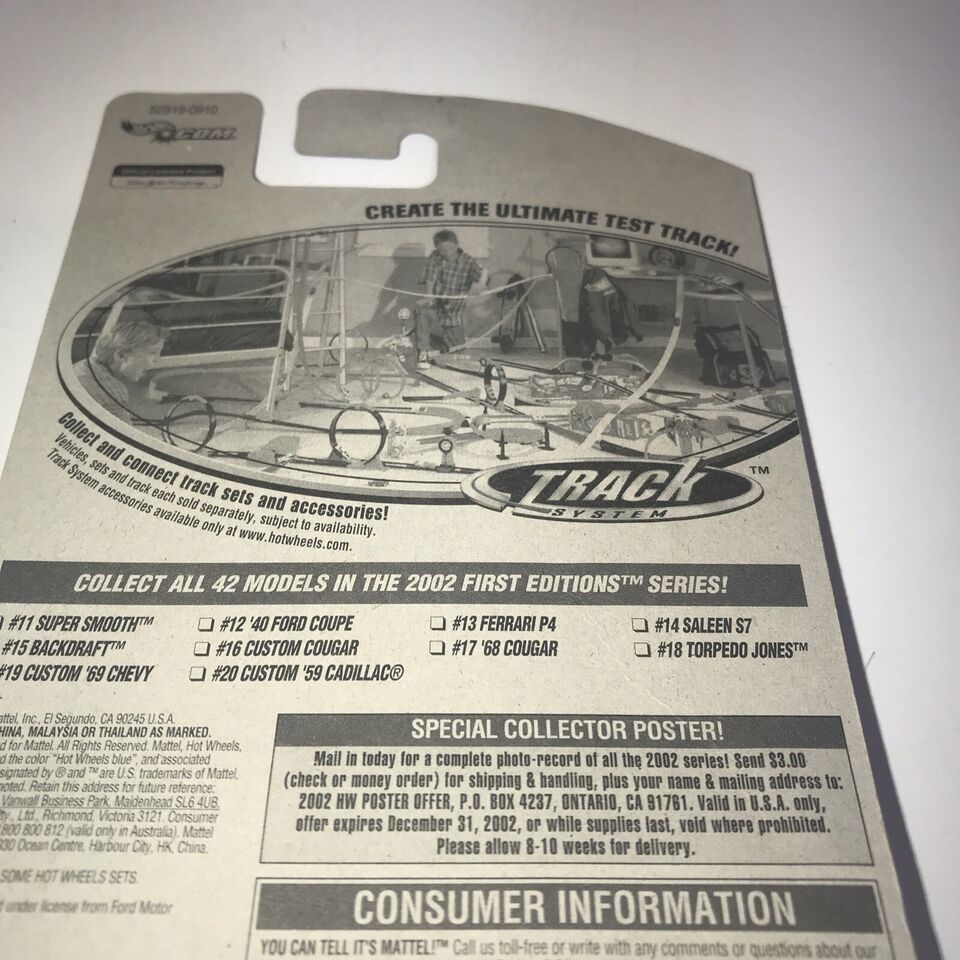 52919-0910
.COM
CREATE THE ULTIMATE TEST TRACK!
Collect and connect track sets and accessories!
Vehicles, sets and track each sold separately, subject to availability.
Track System accessories available only at www.hotwheels.com.
TRACK™
SYSTEM
COLLECT ALL 42 MODELS IN THE 2002 FIRST EDITIONS™ SERIES!
#11 SUPER SMOOTH™ ❑ #12 '40 FORD COUPE ❑ #13 FERRARI P4 ❑ #14 SALEEN S7
#15 BACKDRAFT™ ❑ #16 CUSTOM COUGAR ❑ #17 '68 COUGAR ❑ #18 TORPEDO JONES™
#19 CUSTOM '69 CHEVY ❑ #20 CUSTOM '59 CADILLAC®
attel, Inc., El Segundo, CA 90245 U.S.A.
HINA, MALAYSIA OR THAILAND AS MARKED.
d for Mattel. All Rights Reserved. Mattel, Hot Wheels,
d the color "Hot Wheels blue", and associated
signated by ® and ™ are U.S. trademarks of Mattel,
noted. Retain this address for future reference:
Vanwall Business Park, Maidenhead SL6 4UB.
ty., Ltd., Richmond, Victoria 3121. Consumer
800 800 812 (valid only in Australia). Mattel
930 Ocean Centre, Harbour City, HK, China.
SOME HOT WHEELS SETS.
d under license from Ford Motor
SPECIAL COLLECTOR POSTER!
Mail in today for a complete photo-record of all the 2002 series! Send $3.00
(check or money order) for shipping & handling, plus your name & mailing address to:
2002 HW POSTER OFFER, P.O. BOX 4237, ONTARIO, CA 91761. Valid in U.S.A. only,
offer expires December 31, 2002, or while supplies last, void where prohibited.
Please allow 8-10 weeks for delivery.
CONSUMER INFORMATION
YOU CAN TELL IT'S MATTEL!™ Call us toll-free or write with any comments or questions about our